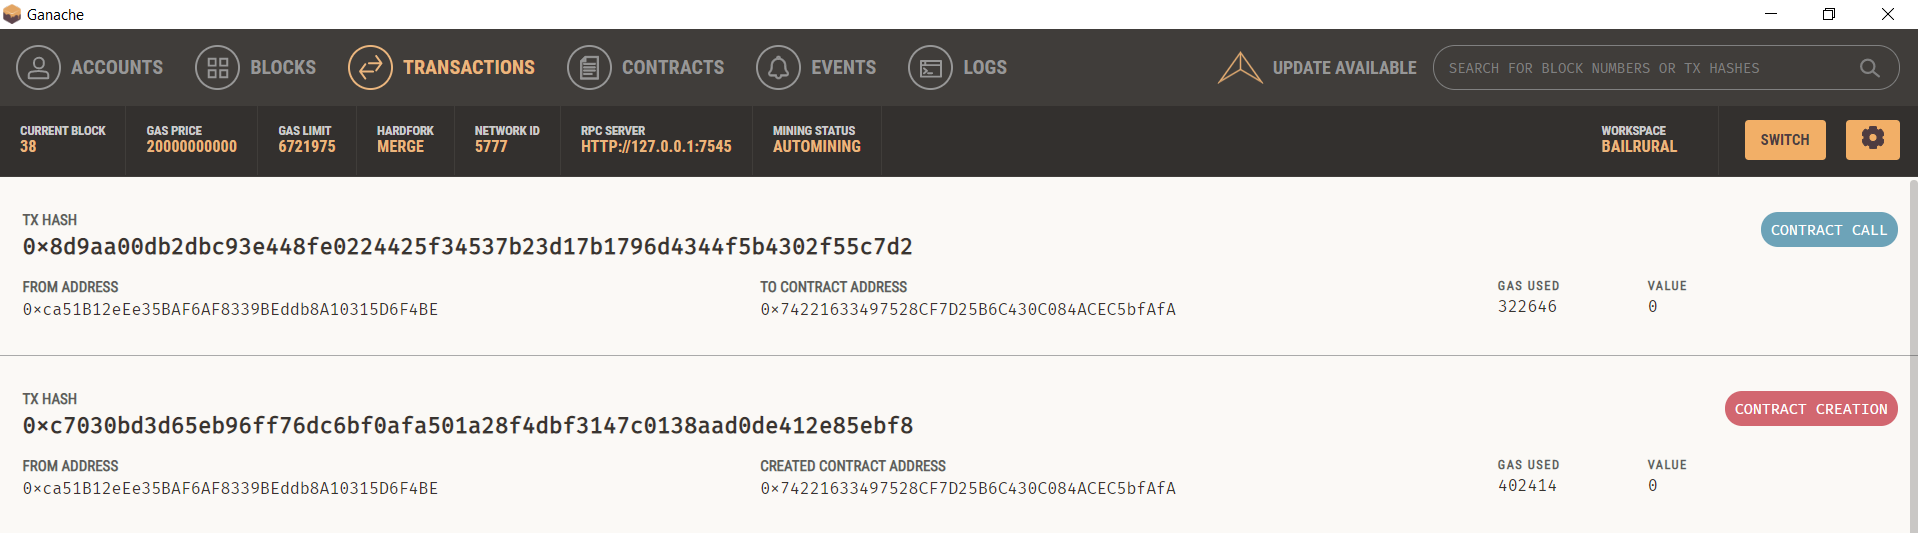 Ganache
ACCOUNTS BLOCKS TRANSACTIONS CONTRACTS EVENTS LOGS UPDATE AVAILABLE SEARCH FOR BLOCK NUMBERS OR TX HASHES
CURRENT BLOCK GAS PRICE GAS LIMIT HARDFORK NETWORK ID RPC SERVER MINING STATUS WORKSPACE
38 20000000000 6721975 MERGE 5777 HTTP://127.0.0.1:7545 AUTOMINING BAILRURAL SWITCH
TX HASH
0×8d9aa00db2dbc93e448fe0224425f34537b23d17b1796d4344f5b4302f55c7d2 CONTRACT CALL
FROM ADDRESS TO CONTRACT ADDRESS GAS USED VALUE
0×ca51B12eEe35BAF6AF8339BEddb8A10315D6F4BE 0×74221633497528CF7D25B6C430C084ACEC5bfAfA 322646 0
TX HASH
0×c7030bd3d65eb96ff76dc6bf0afa501a28f4dbf3147c0138aad0de412e85ebf8 CONTRACT CREATION
FROM ADDRESS CREATED CONTRACT ADDRESS GAS USED VALUE
0×ca51B12eEe35BAF6AF8339BEddb8A10315D6F4BE 0×74221633497528CF7D25B6C430C084ACEC5bfAfA 402414 0